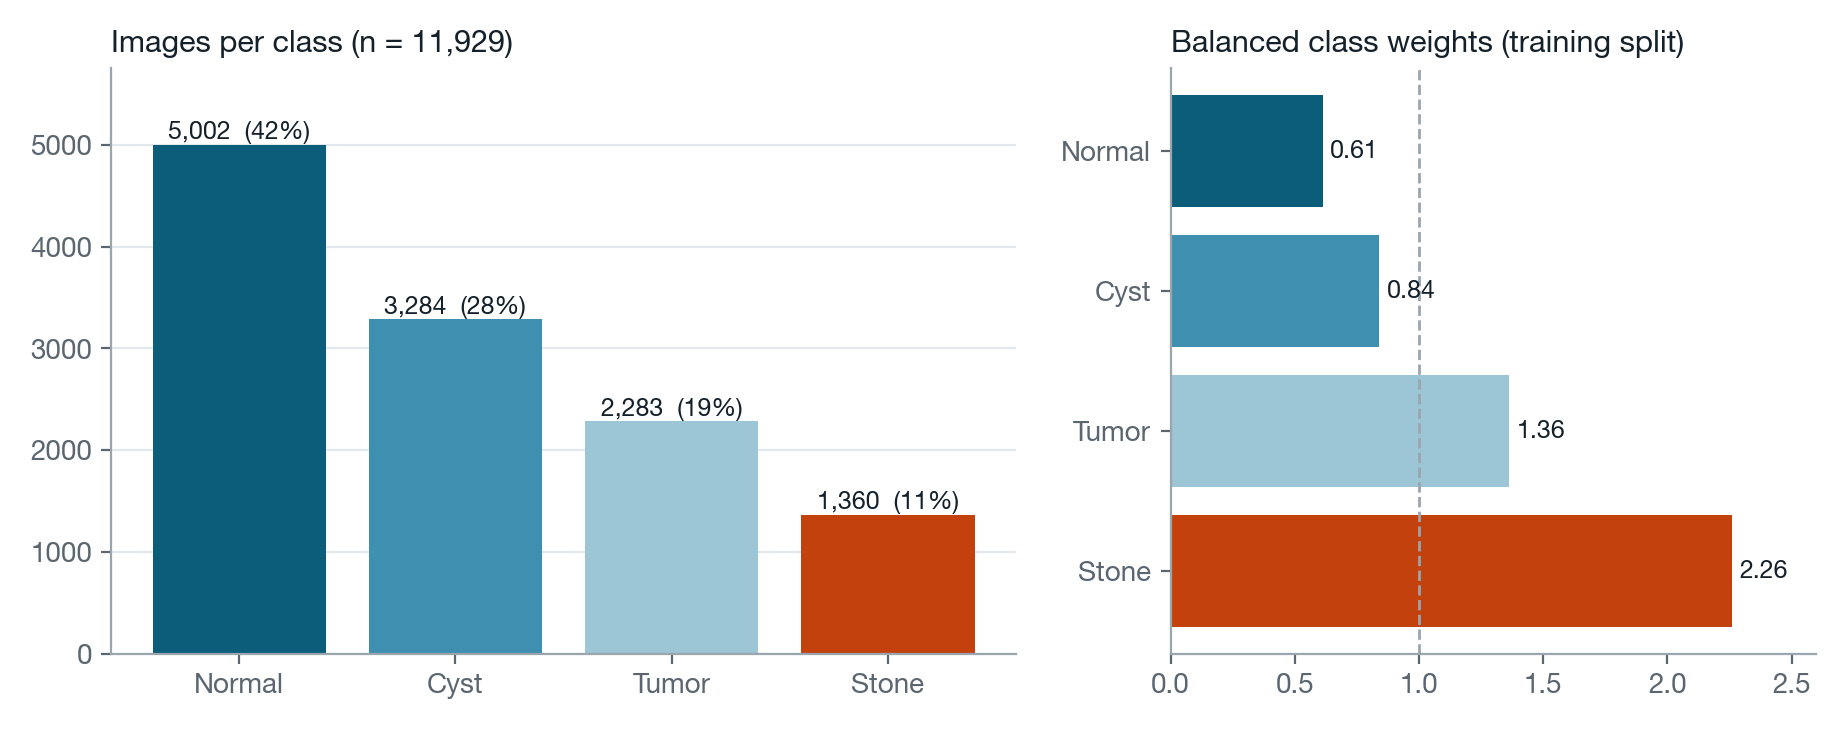 Images per class (n = 11,929)
5000
4000
3000
2000
1000
0
5,002 (42%)
3,284 (28%)
2,283 (19%)
1,360 (11%)
Normal
Cyst
Tumor
Stone
Balanced class weights (training split)
Normal
0.61
Cyst
0.84
Tumor
1.36
Stone
2.26
0.0
0.5
1.0
1.5
2.0
2.5